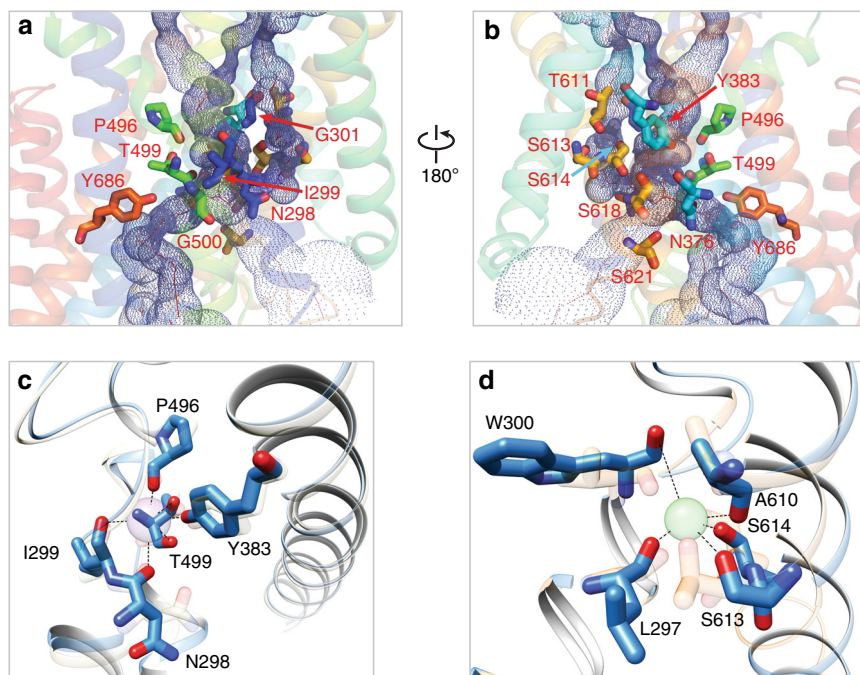 a
P496
T499
Y686
G500
G301
I299
N298
180°
b
T611
S613
S614
S618
S621
Y383
P496
T499
N376
Y686
c
P496
I299
T499
Y383
N298
d
W300
A610
S614
L297
S613